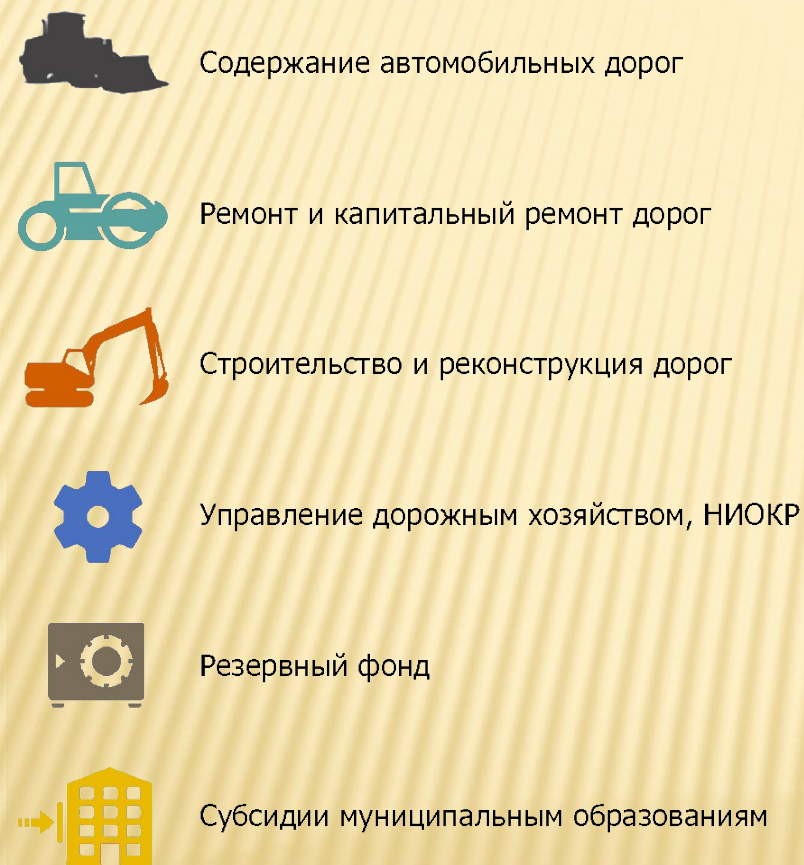 Содержание автомобильных дорог
Ремонт и капитальный ремонт дорог
Строительство и реконструкция дорог
Управление дорожным хозяйством, НИОКР
Резервный фонд
Субсидии муниципальным образованиям